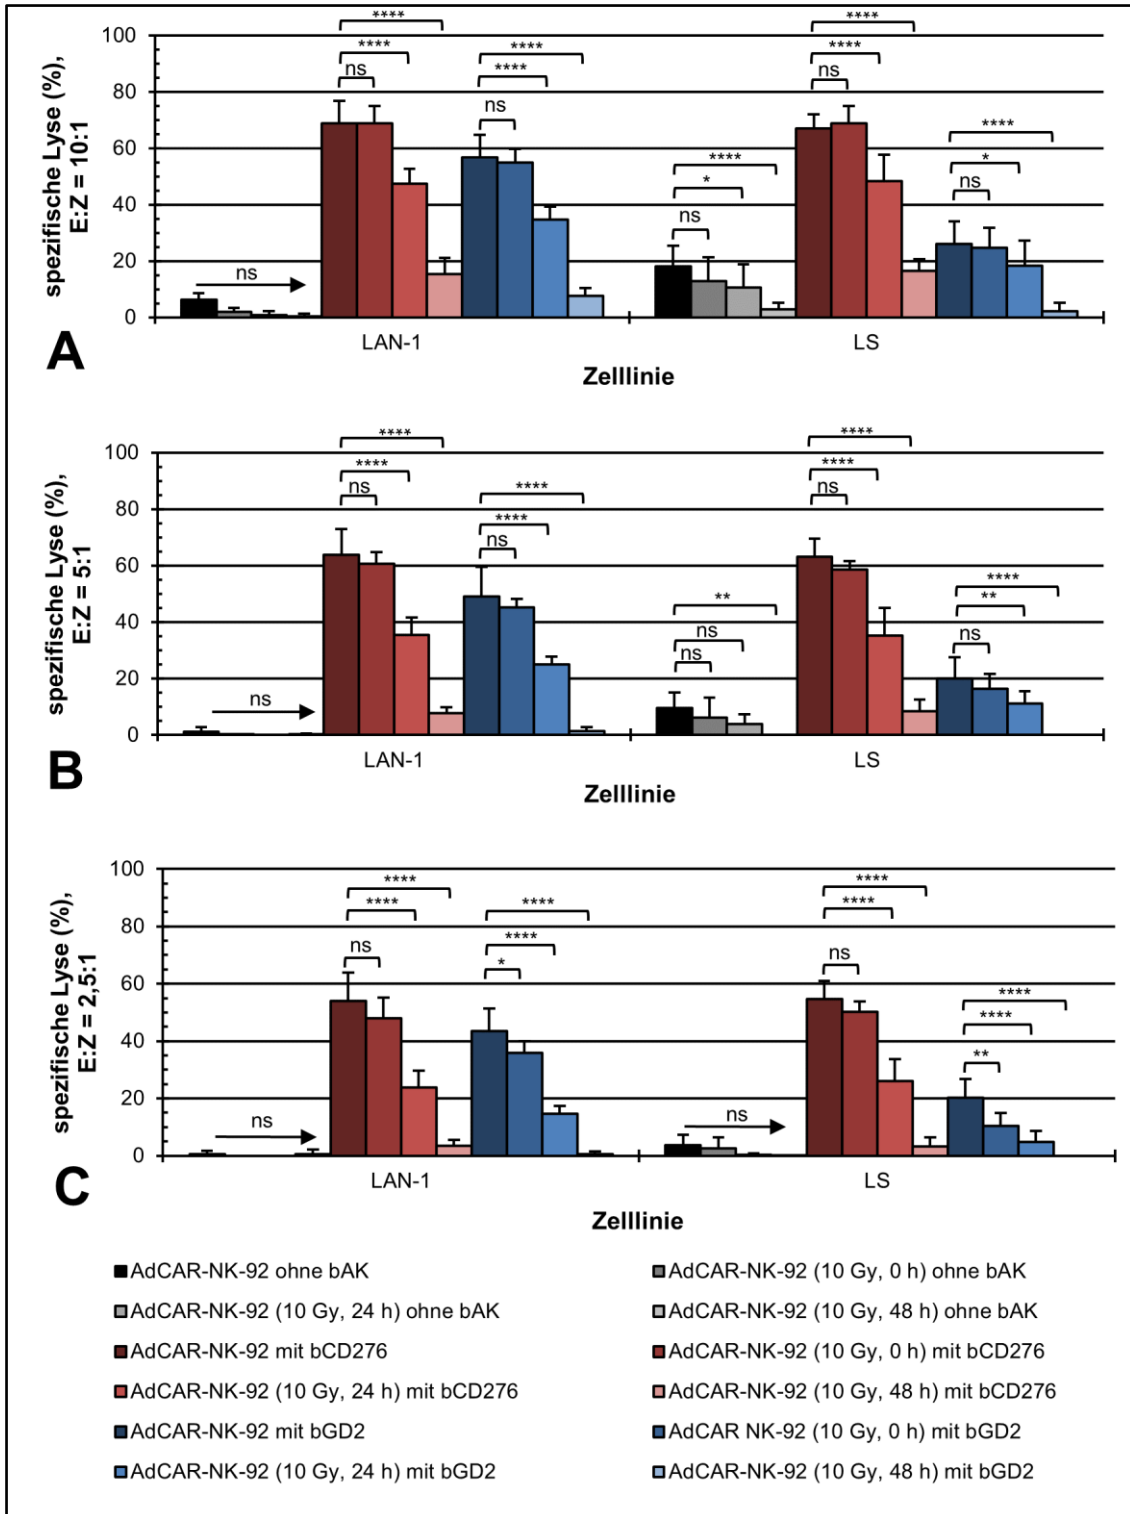 ****
****
ns
****
****
ns
****
****
ns
****
*
ns
****
*
ns
ns
spezifische Lyse (%),
E:Z = 10:1
100
80
60
40
20
0
LAN-1
LS
Zelllinie
A
****
****
ns
****
****
ns
****
****
ns
**
ns
ns
****
**
ns
ns
spezifische Lyse (%),
E:Z = 5:1
100
80
60
40
20
0
LAN-1
LS
Zelllinie
B
****
****
ns
****
****
*
****
****
ns
****
****
**
ns
ns
spezifische Lyse (%),
E:Z = 2,5:1
100
80
60
40
20
0
LAN-1
LS
Zelllinie
C
AdCAR-NK-92 ohne bAK
AdCAR-NK-92 (10 Gy, 0 h) ohne bAK
AdCAR-NK-92 (10 Gy, 24 h) ohne bAK
AdCAR-NK-92 (10 Gy, 48 h) ohne bAK
AdCAR-NK-92 mit bCD276
AdCAR-NK-92 (10 Gy, 0 h) mit bCD276
AdCAR-NK-92 (10 Gy, 24 h) mit bCD276
AdCAR-NK-92 (10 Gy, 48 h) mit bCD276
AdCAR-NK-92 mit bGD2
AdCAR NK-92 (10 Gy, 0 h) mit bGD2
AdCAR-NK-92 (10 Gy, 24 h) mit bGD2
AdCAR-NK-92 (10 Gy, 48 h) mit bGD2